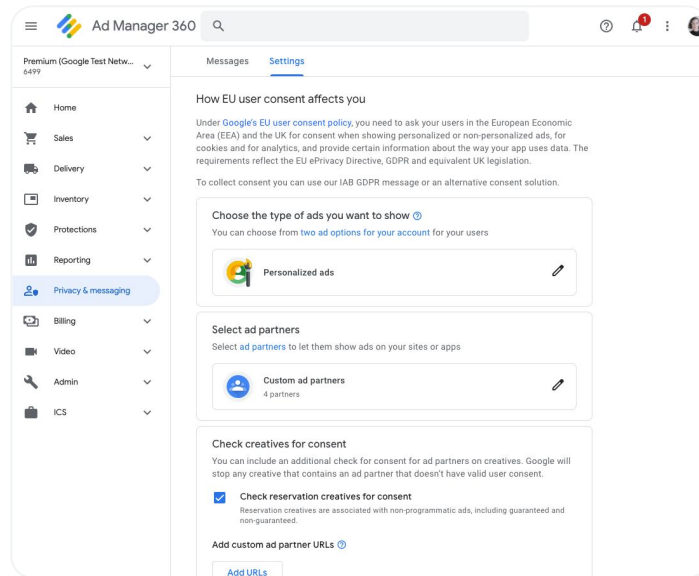 Ad Manager 360
1
Premium (Google Test Netw...
6499
Messages
Settings
Home
Sales
Delivery
Inventory
Protections
Reporting
Privacy & messaging
Billing
Video
Admin
ICS
How EU user consent affects you
Under Google's EU user consent policy, you need to ask your users in the European Economic
Area (EEA) and the UK for consent when showing personalized or non-personalized ads, for
cookies and for analytics, and provide certain information about the way your app uses data. The
requirements reflect the EU ePrivacy Directive, GDPR and equivalent UK legislation.
To collect consent you can use our IAB GDPR message or an alternative consent solution.
Choose the type of ads you want to show
You can choose from two ad options for your account for your users
Personalized ads
Select ad partners
Select ad partners to let them show ads on your sites or apps
Custom ad partners
4 partners
Check creatives for consent
You can include an additional check for consent for ad partners on creatives. Google will
stop any creative that contains an ad partner that doesn't have valid user consent.
Check reservation creatives for consent
Reservation creatives are associated with non-programmatic ads, including guaranteed and
non-guaranteed.
Add custom ad partner URLs
Add URLs